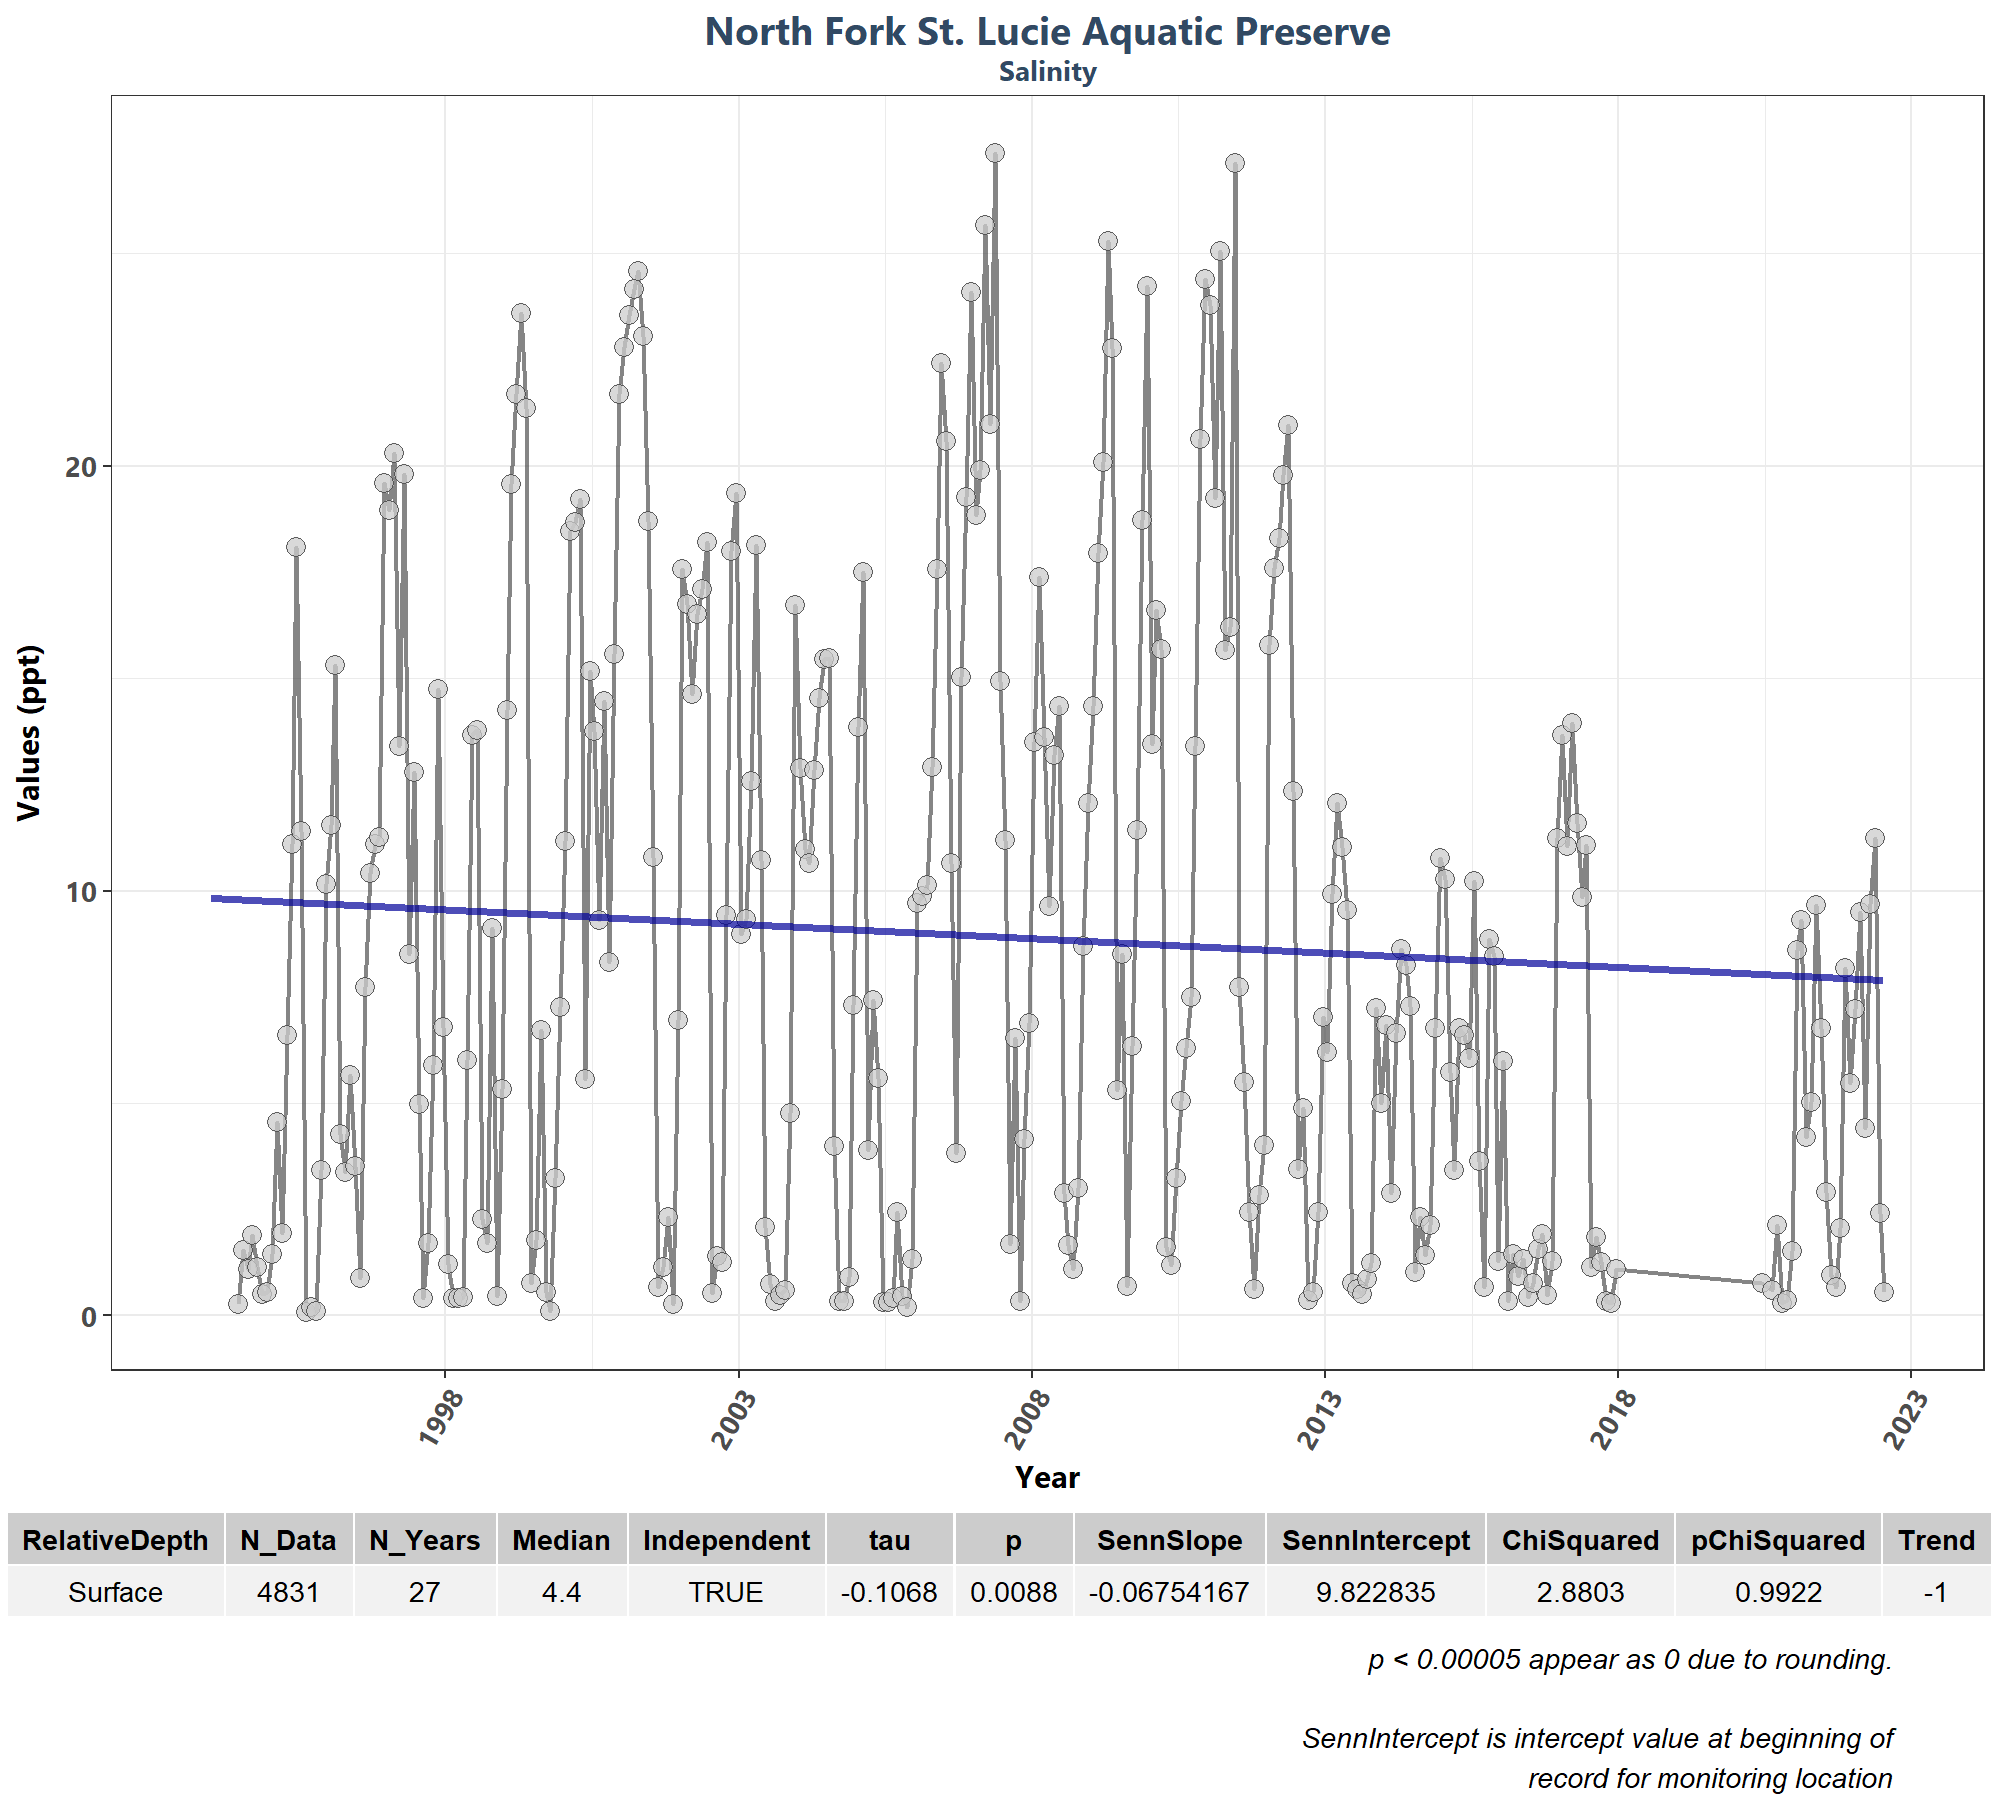 North Fork St. Lucie Aquatic Preserve
Salinity
Values (ppt)
20
10
0
1998
2003
2008
2013
2018
2023
Year
RelativeDepth N_Data N_Years Median Independent tau p SennSlope SennIntercept ChiSquared pChiSquared Trend
Surface 4831 27 4.4 TRUE -0.1068 0.0088 -0.06754167 9.822835 2.8803 0.9922 -1
p < 0.00005 appear as 0 due to rounding.
SennIntercept is intercept value at beginning of
record for monitoring location